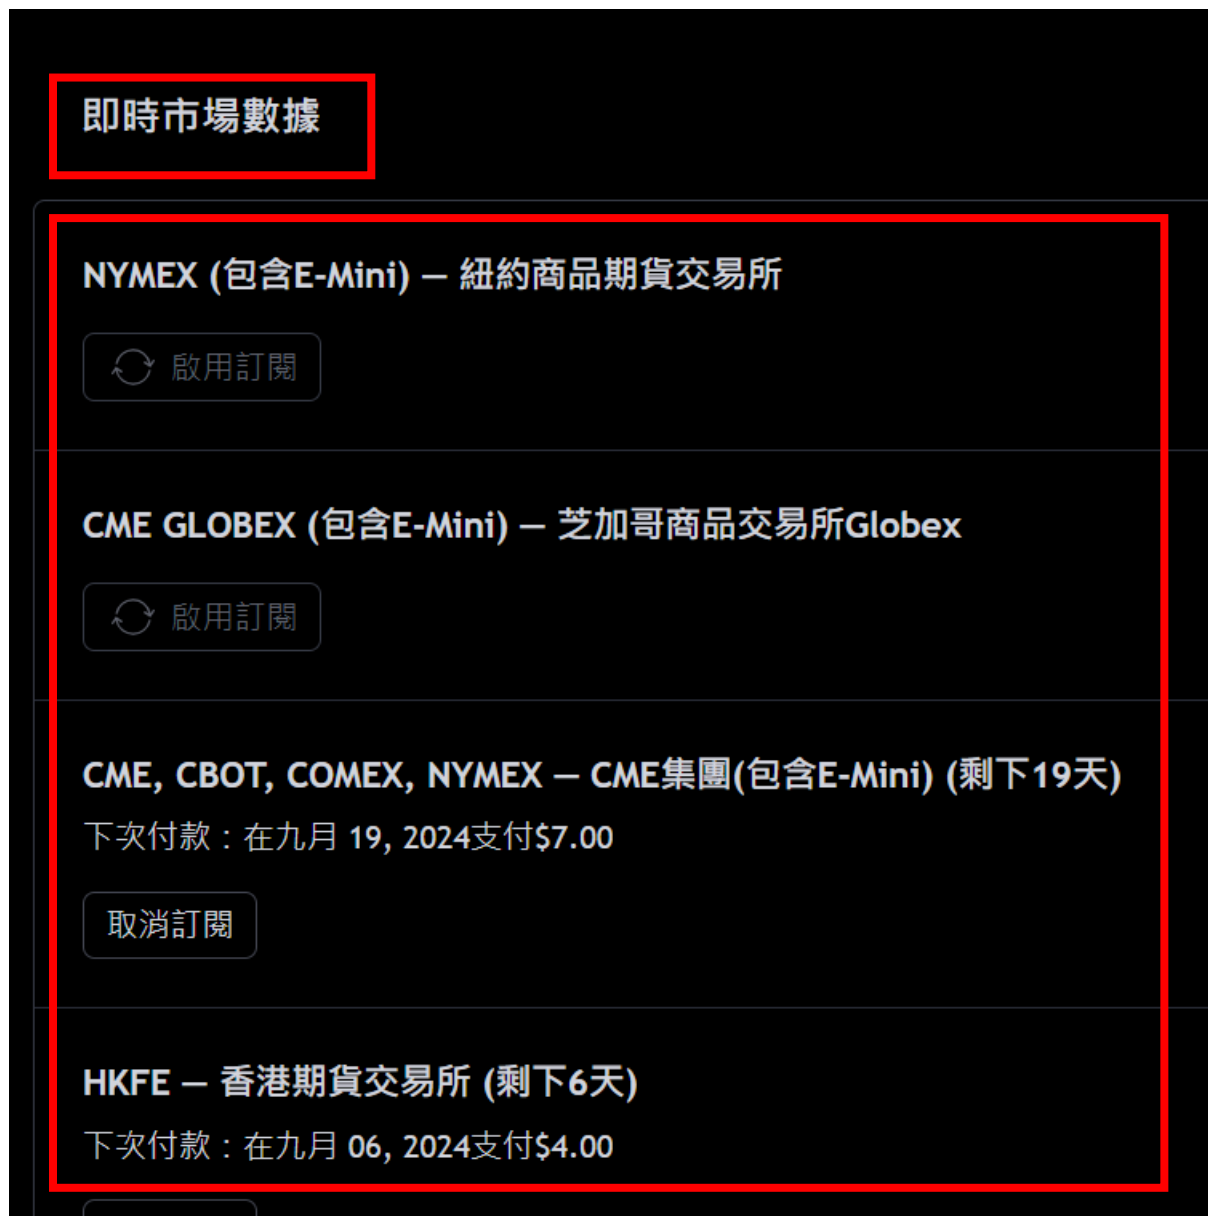 即時市場數據
NYMEX (包含E-Mini) — 紐約商品期貨交易所
啟用訂閱
CME GLOBEX (包含E-Mini) — 芝加哥商品交易所Globex
啟用訂閱
CME, CBOT, COMEX, NYMEX — CME集團(包含E-Mini) (剩下19天)
下次付款：在九月 19, 2024支付$7.00
取消訂閱
HKFE — 香港期貨交易所 (剩下6天)
下次付款：在九月 06, 2024支付$4.00